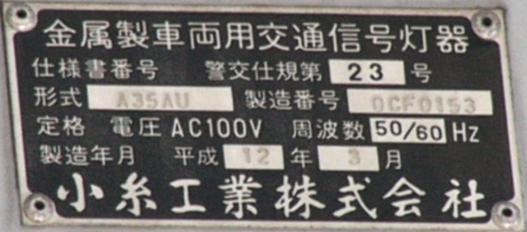 金属製車両用交通信号灯器
仕様書番号 警交仕規第 23 号
形式 A35AU 製造番号 0CF0153
定格 電圧 AC100V 周波数 50/60 Hz
製造年月 平成 12 年 3 月
小糸工業株式会社